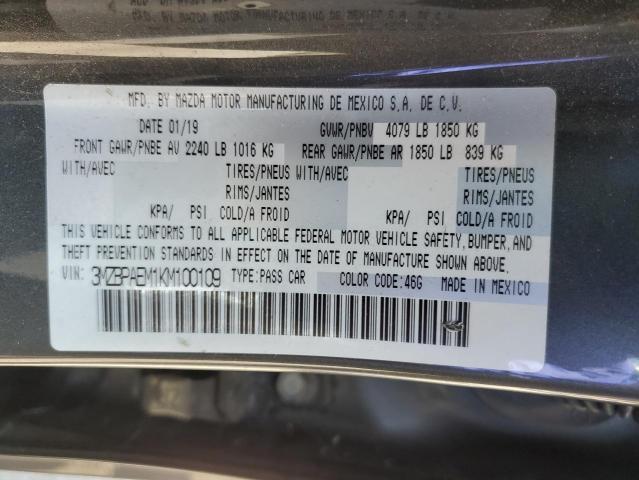 MFD. BY MAZDA MOTOR MANUFACTURING DE MEXICO S.A. DE C.V.
DATE 01/19 GVWR/PNBV 4079 LB 1850 KG
FRONT GAWR/PNBE AV 2240 LB 1016 KG REAR GAWR/PNBE AR 1850 LB 839 KG
WITH/AVEC TIRES/PNEUS WITH/AVEC TIRES/PNEUS
RIMS/JANTES RIMS/JANTES
KPA/ PSI COLD/A FROID KPA/ PSI COLD/A FROID
THIS VEHICLE CONFORMS TO ALL APPLICABLE FEDERAL MOTOR VEHICLE SAFETY, BUMPER, AND
THEFT PREVENTION STANDARDS IN EFFECT ON THE DATE OF MANUFACTURE SHOWN ABOVE.
VIN: 3MZBPAEM1KM100109 TYPE:PASS CAR COLOR CODE:46G MADE IN MEXICO